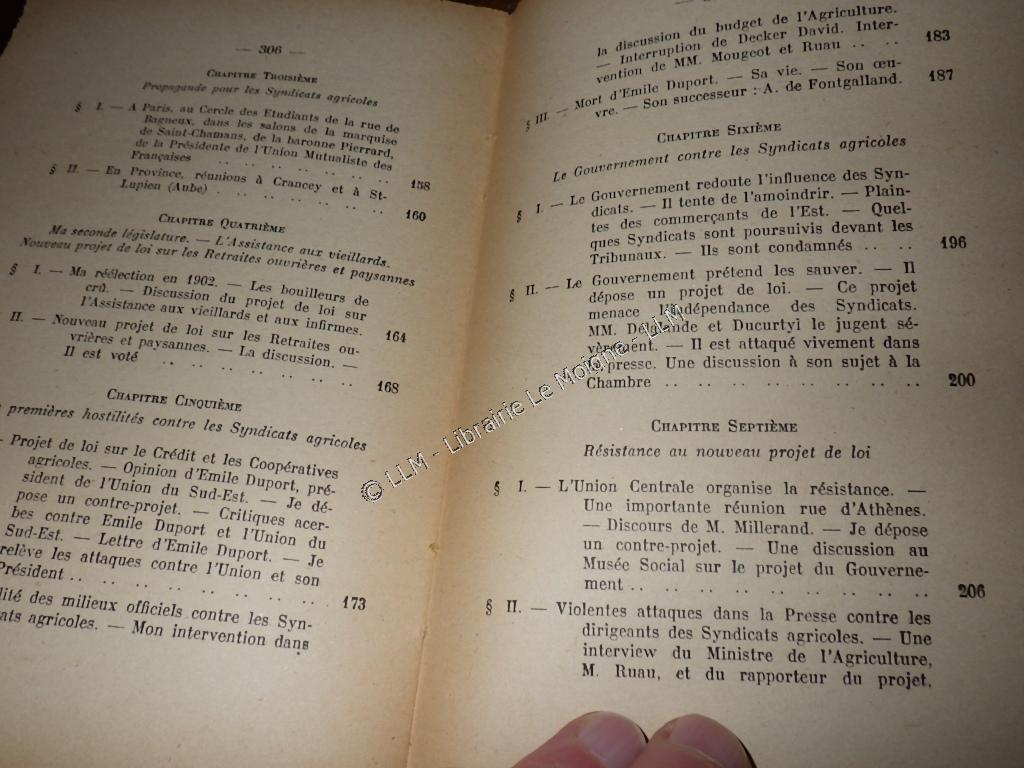 — 306 —
CHAPITRE TROISIÈME
Propagande pour les Syndicats agricoles
§ I. — A Paris, au Cercle des Etudiants de la rue de
Bagneux, dans les salons de la marquise
de Saint-Chamans, de la baronne Pierrard,
de la Présidente de l'Union Mutualiste des
Françaises .. .. .. .. .. .. .. 158
§ II. — En Province, réunions à Crancey et à St-
Lupien (Aube) .. .. .. .. .. .. 160
CHAPITRE QUATRIÈME
Ma seconde législature. — L'Assistance aux vieillards.
Nouveau projet de loi sur les Retraites ouvrières et paysannes
§ I. — Ma réélection en 1902. — Les bouilleurs de
crû. — Discussion du projet de loi sur
l'Assistance aux vieillards et aux infirmes. 164
II. — Nouveau projet de loi sur les Retraites ou-
vrières et paysannes. — La discussion. —
Il est voté .. .. .. .. .. .. .. 168
CHAPITRE CINQUIÈME
premières hostilités contre les Syndicats agricoles
— Projet de loi sur le Crédit et les Coopératives
agricoles. — Opinion d'Emile Duport, pré-
sident de l'Union du Sud-Est. — Je dé-
pose un contre-projet. — Critiques acer-
bes contre Emile Duport et l'Union du
Sud-Est. — Lettre d'Emile Duport. — Je
relève les attaques contre l'Union et son
Président .. .. .. .. .. .. .. .. 173
lité des milieux officiels contre les Syn-
ats agricoles. — Mon intervention dans
la discussion du budget de l'Agriculture.
— Interruption de Decker David. Inter-
vention de MM. Mougeot et Ruau .. .. 183
§ III. — Mort d'Emile Duport. — Sa vie. — Son œu-
vre. — Son successeur : A. de Fontgalland. 187
CHAPITRE SIXIÈME
Le Gouvernement contre les Syndicats agricoles
§ I. — Le Gouvernement redoute l'influence des Syn-
dicats. — Il tente de l'amoindrir. — Plain-
tes des commerçants de l'Est. — Quel-
ques Syndicats sont poursuivis devant les
Tribunaux. — Ils sont condamnés .. .. 196
§ II. — Le Gouvernement prétend les sauver. — Il
dépose un projet de loi. — Ce projet
menace l'indépendance des Syndicats.
MM. Delalande et Ducurtyl le jugent sé-
vèrement. — Il est attaqué vivement dans
la presse. Une discussion à son sujet à la
Chambre .. .. .. .. .. .. .. .. 200
CHAPITRE SEPTIÈME
Résistance au nouveau projet de loi
§ I. — L'Union Centrale organise la résistance. —
Une importante réunion rue d'Athènes.
— Discours de M. Millerand. — Je dépose
un contre-projet. — Une discussion au
Musée Social sur le projet du Gouverne-
ment .. .. .. .. .. .. .. .. .. 206
§ II. — Violentes attaques dans la Presse contre les
dirigeants des Syndicats agricoles. — Une
interview du Ministre de l'Agriculture,
M. Ruau, et du rapporteur du projet,
© LLM - Librairie Le Moigne - LLM